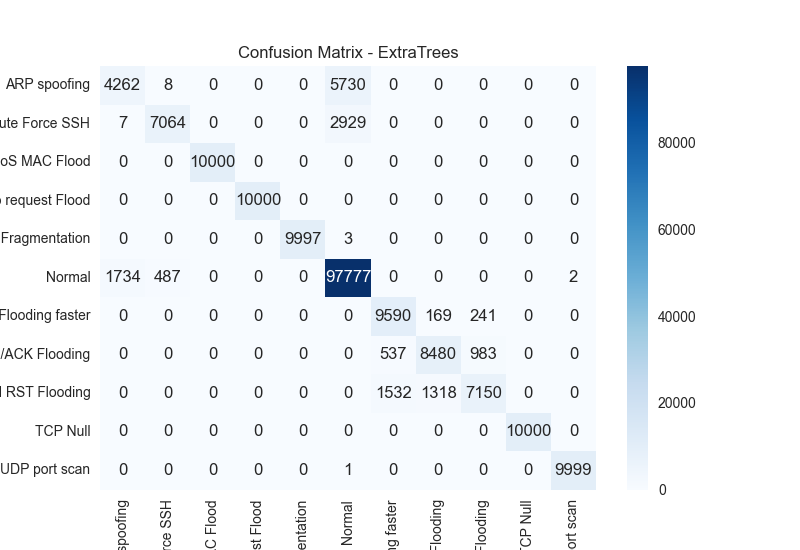 Confusion Matrix - ExtraTrees
ARP spoofing 4262 8 0 0 0 5730 0 0 0 0 0
ute Force SSH 7 7064 0 0 0 2929 0 0 0 0 0
oS MAC Flood 0 0 10000 0 0 0 0 0 0 0 0
request Flood 0 0 0 10000 0 0 0 0 0 0 0
Fragmentation 0 0 0 0 9997 3 0 0 0 0 0
Normal 1734 487 0 0 0 97777 0 0 0 0 2
Flooding faster 0 0 0 0 0 0 9590 169 241 0 0
/ACK Flooding 0 0 0 0 0 0 537 8480 983 0 0
RST Flooding 0 0 0 0 0 0 1532 1318 7150 0 0
TCP Null 0 0 0 0 0 0 0 0 0 10000 0
UDP port scan 0 0 0 0 0 1 0 0 0 0 9999
spoofing
rce SSH
C Flood
st Flood
entation
Normal
ng faster
Flooding
Flooding
TCP Null
ort scan
80000
60000
40000
20000
0